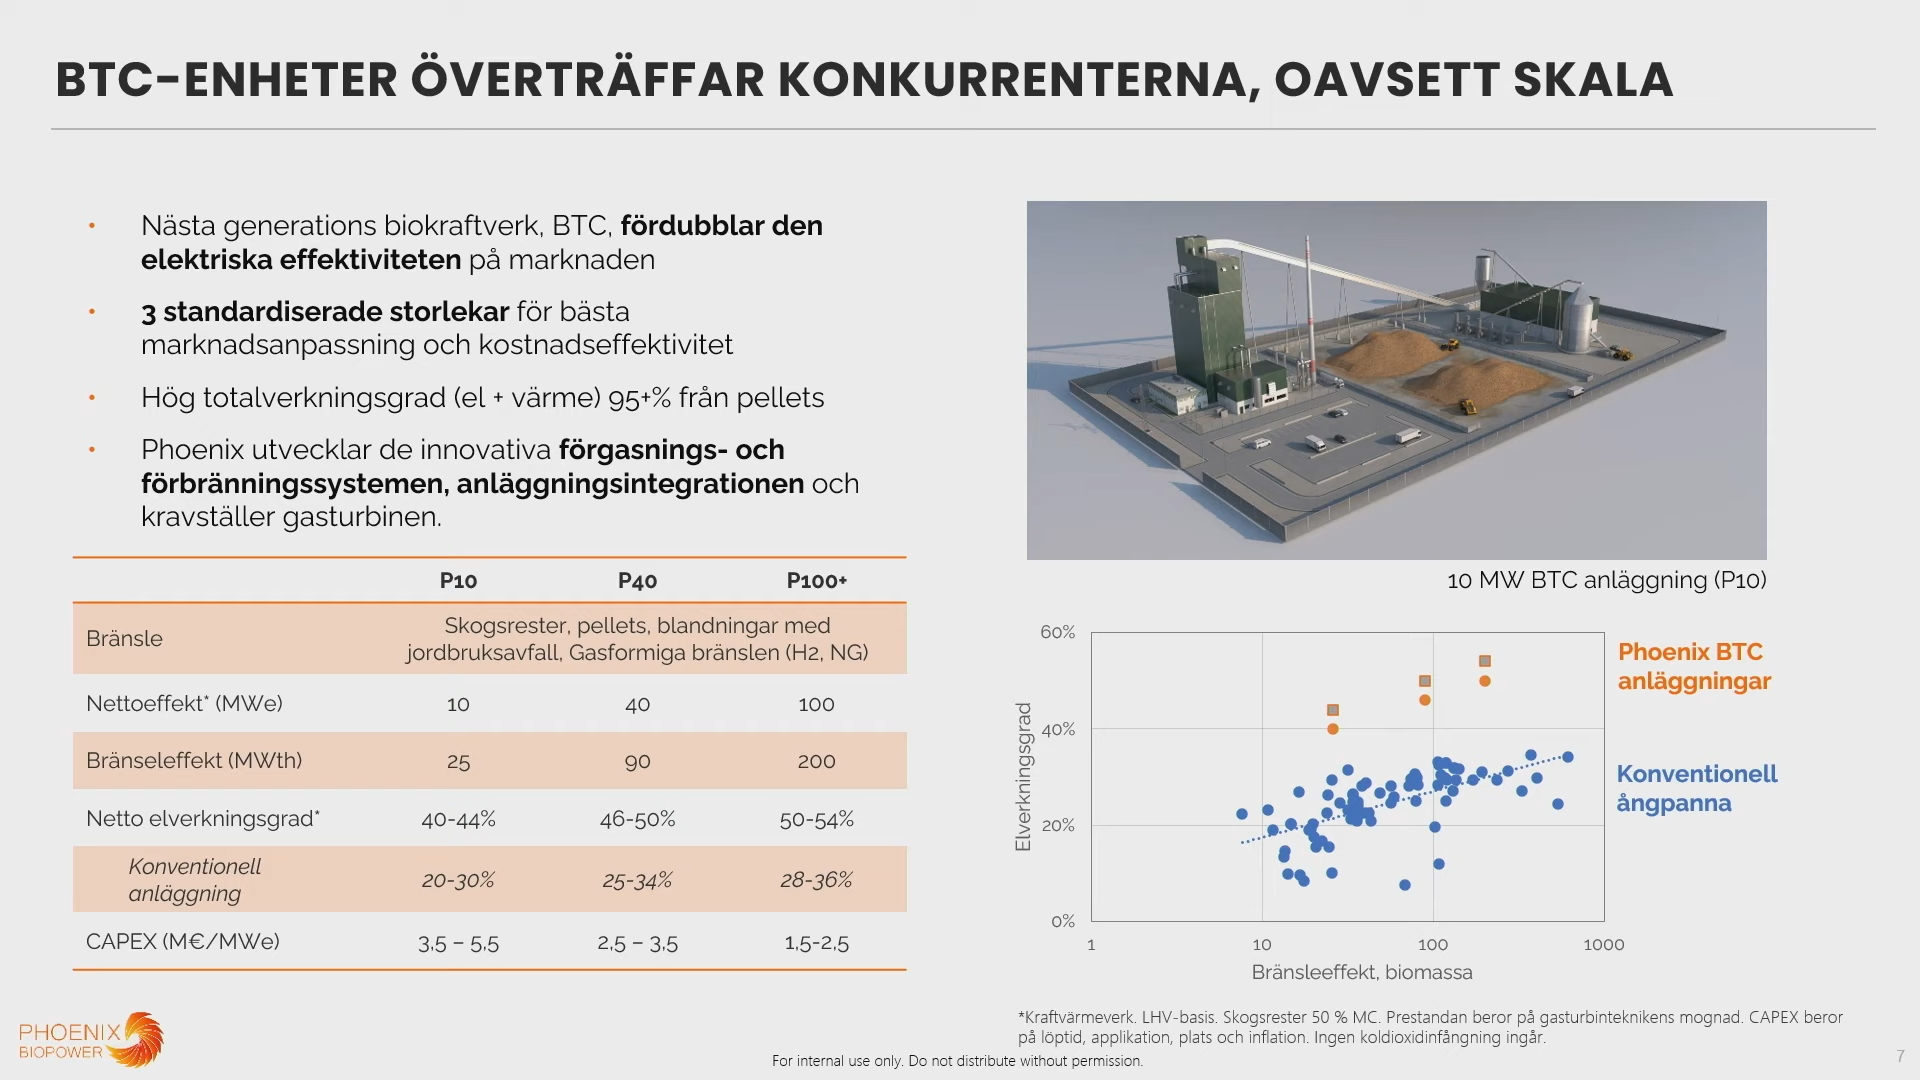 BTC-ENHETER ÖVERTRÄFFAR KONKURRENTERNA, OAVSETT SKALA
• Nästa generations biokraftverk, BTC, fördubblar den
elektriska effektiviteten på marknaden
• 3 standardiserade storlekar för bästa
marknadsanpassning och kostnadseffektivitet
• Hög totalverkningsgrad (el + värme) 95+% från pellets
• Phoenix utvecklar de innovativa förgasnings- och
förbränningssystemen, anläggningsintegrationen och
kravställer gasturbinen.
P10 P40 P100+
Bränsle Skogsrester, pellets, blandningar med
jordbruksavfall, Gasformiga bränslen (H2, NG)
Nettoeffekt* (MWe) 10 40 100
Bränseleffekt (MWth) 25 90 200
Netto elverkningsgrad* 40-44% 46-50% 50-54%
Konventionell
anläggning 20-30% 25-34% 28-36%
CAPEX (M€/MWe) 3,5 – 5,5 2,5 – 3,5 1,5-2,5
10 MW BTC anläggning (P10)
60%
40%
20%
0%
Elverkningsgrad
1 10 100 1000
Bränsleeffekt, biomassa
Phoenix BTC
anläggningar
Konventionell
ångpanna
*Kraftvärmeverk. LHV-basis. Skogsrester 50 % MC. Prestandan beror på gasturbinteknikens mognad. CAPEX beror
på löptid, applikation, plats och inflation. Ingen koldioxidinfångning ingår.
PHOENIX
BIOPOWER
For internal use only. Do not distribute without permission.
7